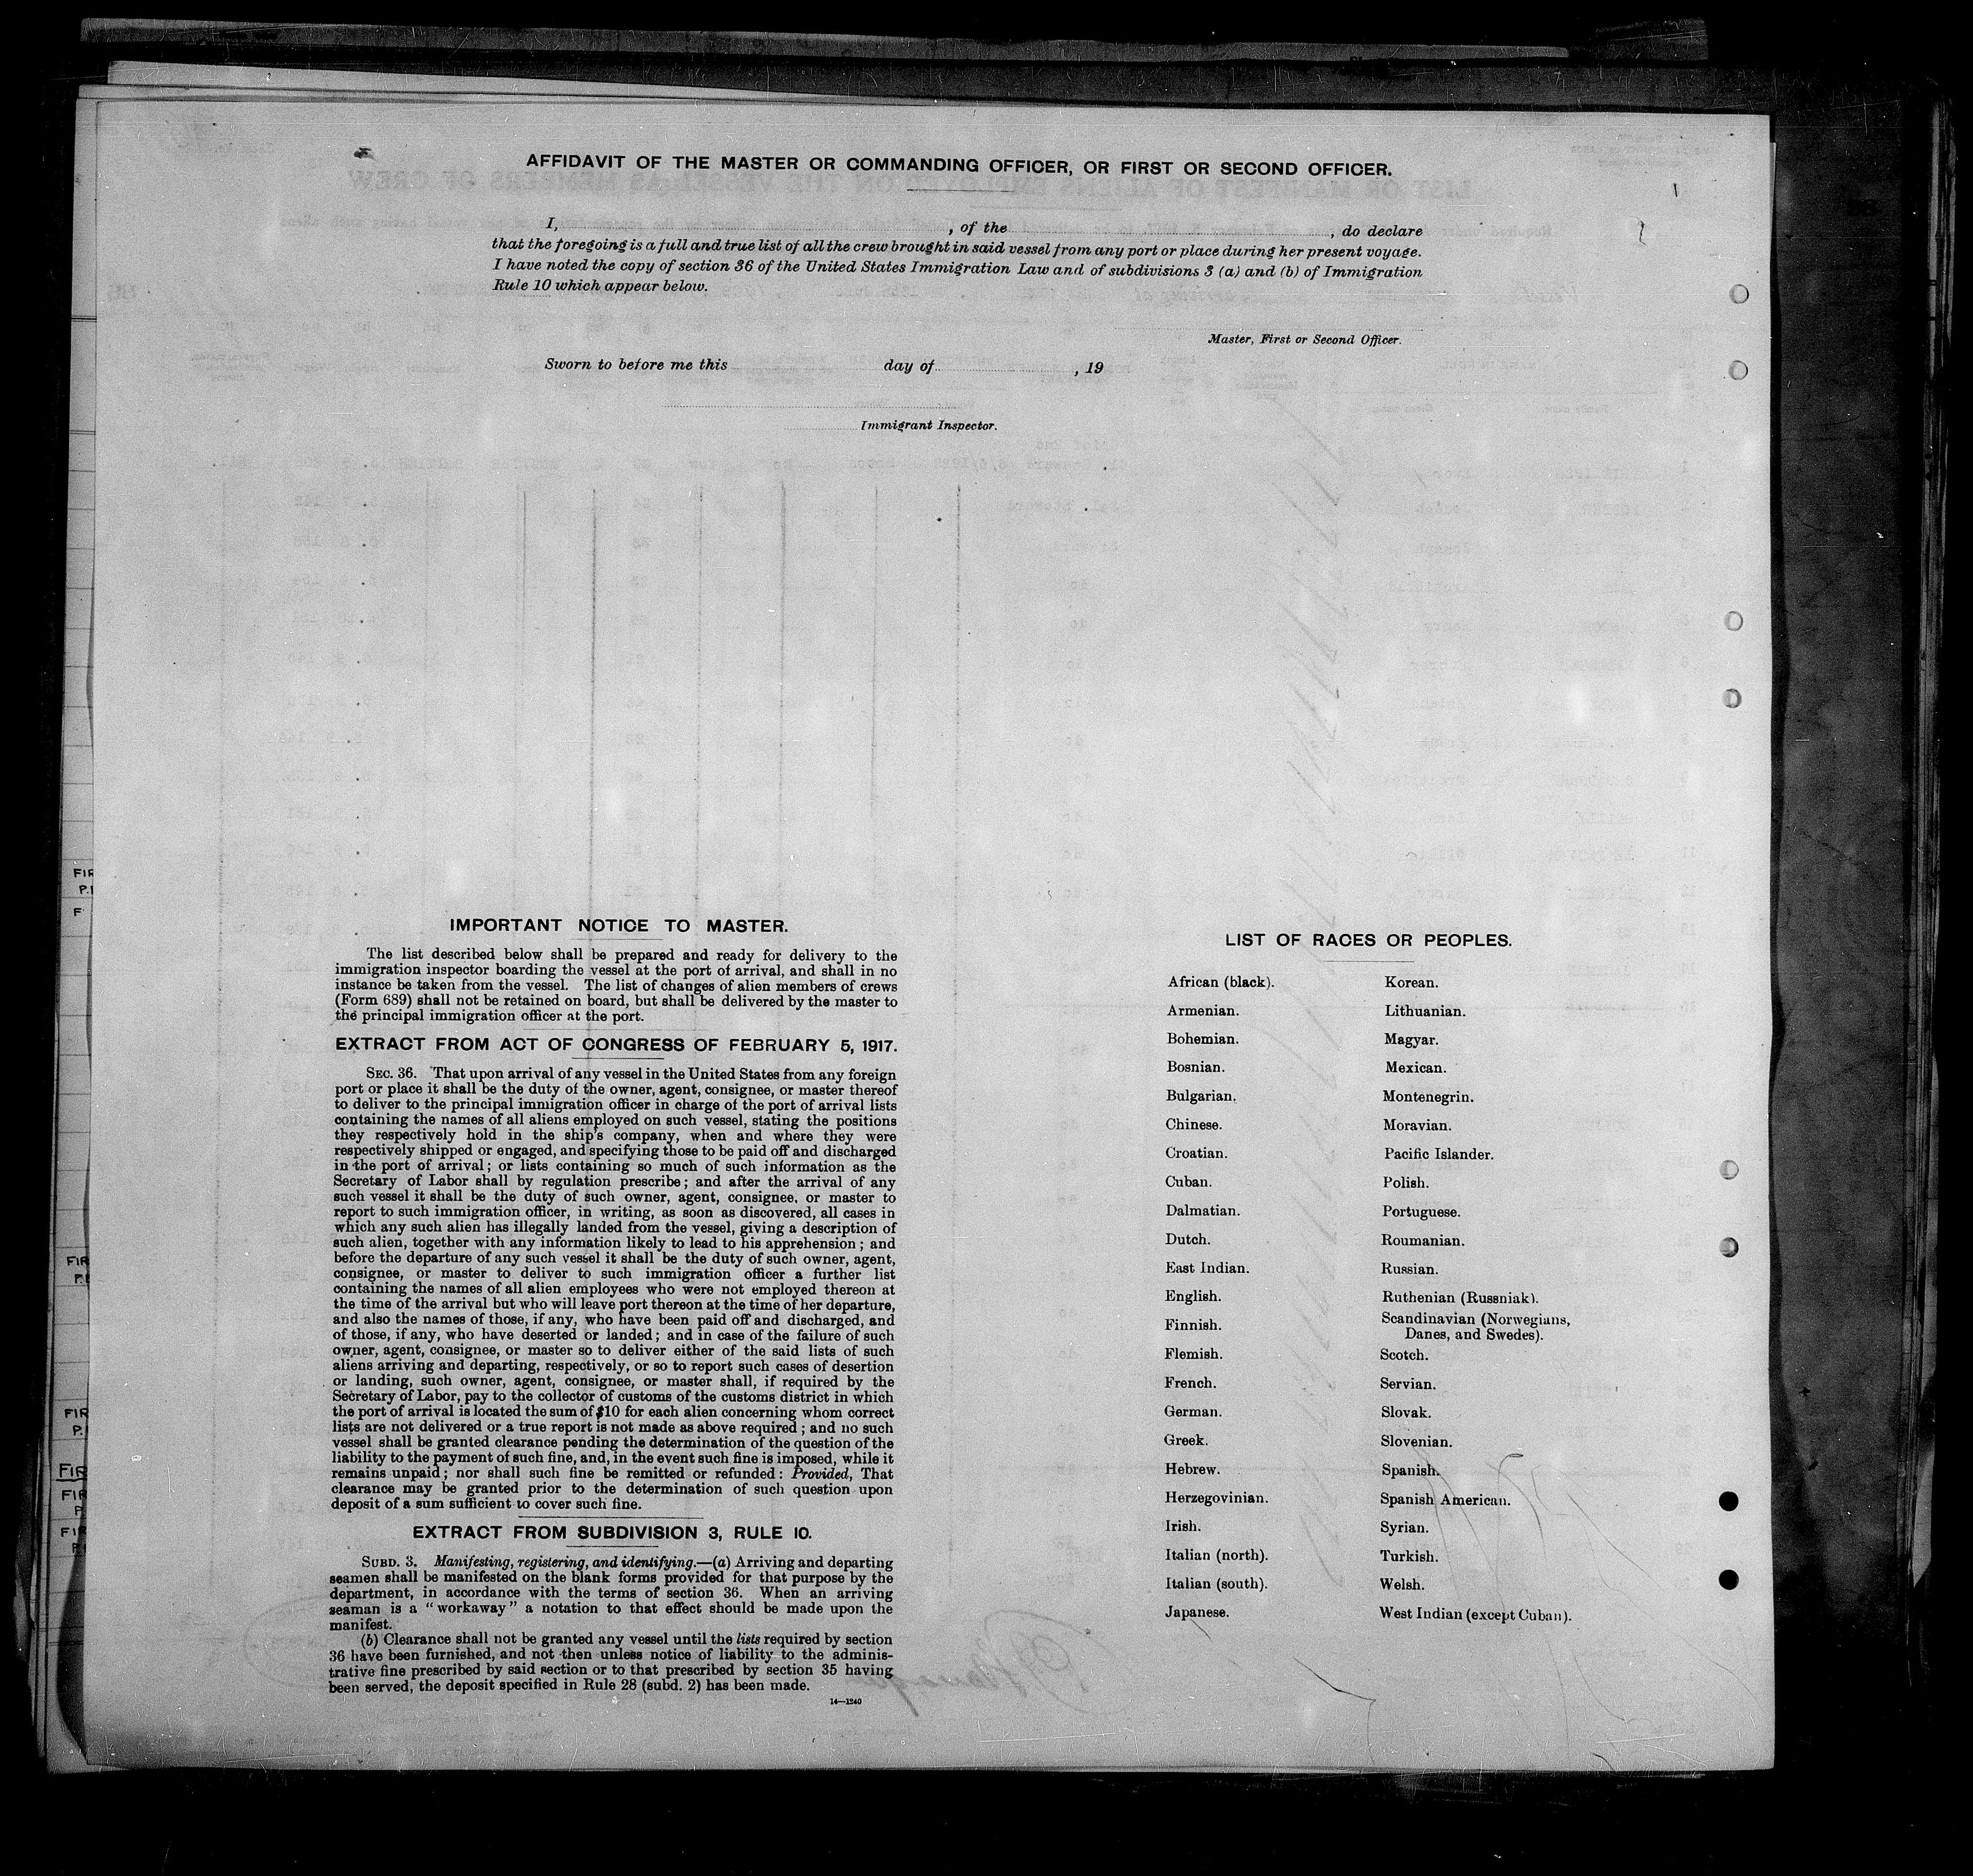 AFFIDAVIT OF THE MASTER OR COMMANDING OFFICER, OR FIRST OR SECOND OFFICER.
I, , of the , do declare
that the foregoing is a full and true list of all the crew brought in said vessel from any port or place during her present voyage.
I have noted the copy of section 36 of the United States Immigration Law and of subdivisions 3 (a) and (b) of Immigration
Rule 10 which appear below.
Master, First or Second Officer.
Sworn to before me this day of , 19
Immigrant Inspector.
IMPORTANT NOTICE TO MASTER.
The list described below shall be prepared and ready for delivery to the
immigration inspector boarding the vessel at the port of arrival, and shall in no
instance be taken from the vessel. The list of changes of alien members of crews
(Form 689) shall not be retained on board, but shall be delivered by the master to
the principal immigration officer at the port.
EXTRACT FROM ACT OF CONGRESS OF FEBRUARY 5, 1917.
SEC. 36. That upon arrival of any vessel in the United States from any foreign
port or place it shall be the duty of the owner, agent, consignee, or master thereof
to deliver to the principal immigration officer in charge of the port of arrival lists
containing the names of all aliens employed on such vessel, stating the positions
they respectively hold in the ship's company, when and where they were
respectively shipped or engaged, and specifying those to be paid off and discharged
in the port of arrival; or lists containing so much of such information as the
Secretary of Labor shall by regulation prescribe; and after the arrival of any
such vessel it shall be the duty of such owner, agent, consignee, or master to
report to such immigration officer, in writing, as soon as discovered, all cases in
which any such alien has illegally landed from the vessel, giving a description of
such alien, together with any information likely to lead to his apprehension; and
before the departure of any such vessel it shall be the duty of such owner, agent,
consignee, or master to deliver to such immigration officer a further list
containing the names of all alien employees who were not employed thereon at
the time of the arrival but who will leave port thereon at the time of her departure,
and also the names of those, if any, who have been paid off and discharged, and
of those, if any, who have deserted or landed; and in case of the failure of such
owner, agent, consignee, or master so to deliver either of the said lists of such
aliens arriving and departing, respectively, or so to report such cases of desertion
or landing, such owner, agent, consignee, or master shall, if required by the
Secretary of Labor, pay to the collector of customs of the customs district in which
the port of arrival is located the sum of $10 for each alien concerning whom correct
lists are not delivered or a true report is not made as above required; and no such
vessel shall be granted clearance pending the determination of the question of the
liability to the payment of such fine, and, in the event such fine is imposed, while it
remains unpaid; nor shall such fine be remitted or refunded: Provided, That
clearance may be granted prior to the determination of such question upon
deposit of a sum sufficient to cover such fine.
EXTRACT FROM SUBDIVISION 3, RULE 10.
SUBD. 3. Manifesting, registering, and identifying.—(a) Arriving and departing
seamen shall be manifested on the blank forms provided for that purpose by the
department, in accordance with the terms of section 36. When an arriving
seaman is a "workaway" a notation to that effect should be made upon the
manifest.
(b) Clearance shall not be granted any vessel until the lists required by section
36 have been furnished, and not then unless notice of liability to the adminis-
trative fine prescribed by said section or to that prescribed by section 35 having
been served, the deposit specified in Rule 28 (subd. 2) has been made.
14—1240
LIST OF RACES OR PEOPLES.
African (black).
Armenian.
Bohemian.
Bosnian.
Bulgarian.
Chinese.
Croatian.
Cuban.
Dalmatian.
Dutch.
East Indian.
English.
Finnish.
Flemish.
French.
German.
Greek.
Hebrew.
Herzegovinian.
Irish.
Italian (north).
Italian (south).
Japanese.
Korean.
Lithuanian.
Magyar.
Mexican.
Montenegrin.
Moravian.
Pacific Islander.
Polish.
Portuguese.
Roumanian.
Russian.
Ruthenian (Russniak).
Scandinavian (Norwegians,
Danes, and Swedes).
Scotch.
Servian.
Slovak.
Slovenian.
Spanish.
Spanish American.
Syrian.
Turkish.
Welsh.
West Indian (except Cuban).